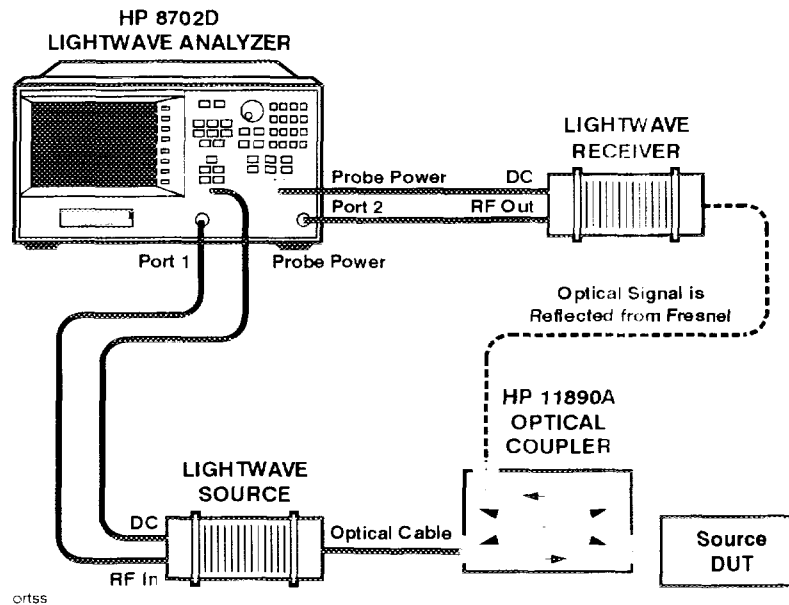 HP 8702D
LIGHTWAVE ANALYZER
LIGHTWAVE
RECEIVER
Probe Power
DC
Port 2
RF Out
Port 1
Probe Power
Optical Signal is
Reflected from Fresnel
HP 11890A
OPTICAL
COUPLER
LIGHTWAVE
SOURCE
DC
Optical Cable
RF In
Source
DUT
ortss